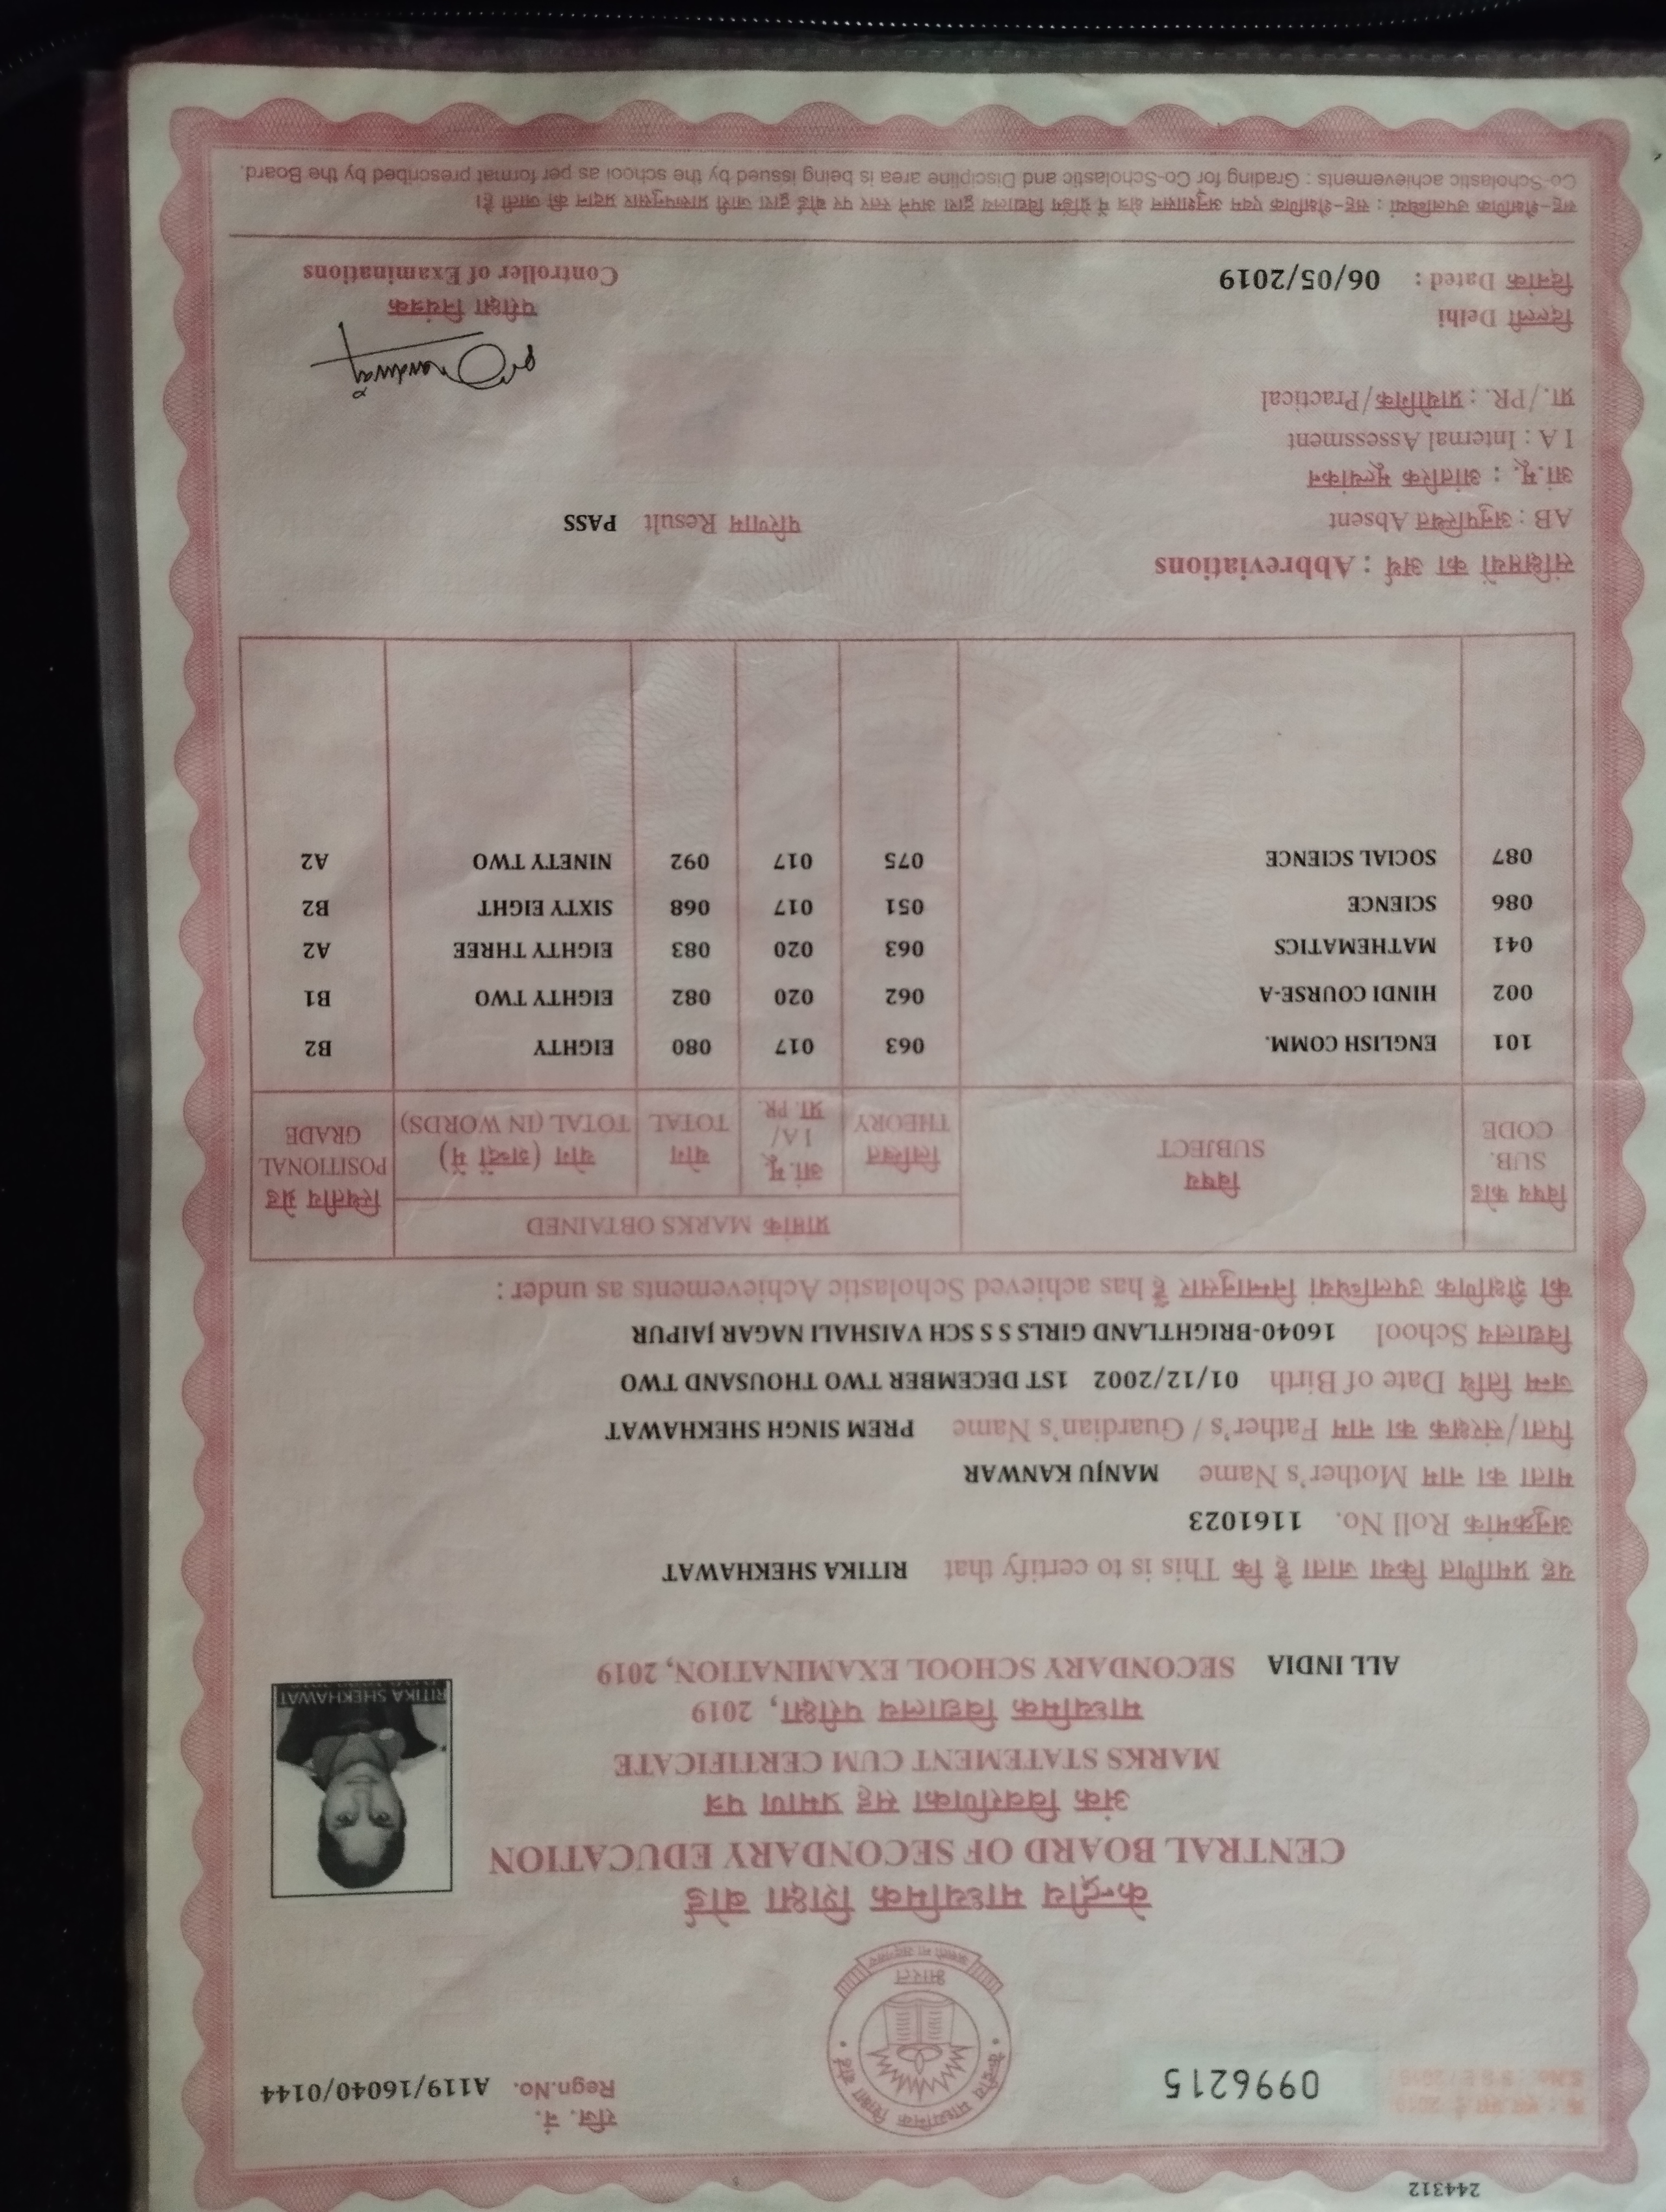 244312
0996215
रजि. नं.
Regn.No. A119/16040/0144
भारत
केन्द्रीय माध्यमिक शिक्षा बोर्ड
CENTRAL BOARD OF SECONDARY EDUCATION
अंक विवरणिका सह प्रमाण पत्र
MARKS STATEMENT CUM CERTIFICATE
माध्यमिक विद्यालय परीक्षा, 2019
ALL INDIA SECONDARY SCHOOL EXAMINATION, 2019
RITIKA SHEKHAWAT
यह प्रमाणित किया जाता है कि This is to certify that RITIKA SHEKHAWAT
अनुक्रमांक Roll No. 1161023
माता का नाम Mother's Name MANJU KANWAR
पिता/संरक्षक का नाम Father's / Guardian's Name PREM SINGH SHEKHAWAT
जन्म तिथि Date of Birth 01/12/2002 1ST DECEMBER TWO THOUSAND TWO
विद्यालय School 16040-BRIGHTLAND GIRLS S S SCH VAISHALI NAGAR JAIPUR
की शैक्षणिक उपलब्धियां निम्नानुसार हैं has achieved Scholastic Achievements as under :
विषय कोड SUB. CODE विषय SUBJECT प्राप्तांक MARKS OBTAINED स्थितीय ग्रेड POSITIONAL GRADE
लिखित THEORY आं.मू. IA/ प्रा. PR. योग TOTAL योग (शब्दों में) TOTAL (IN WORDS)
101 ENGLISH COMM. 063 017 080 EIGHTY B2
002 HINDI COURSE-A 062 020 082 EIGHTY TWO B1
041 MATHEMATICS 063 020 083 EIGHTY THREE A2
086 SCIENCE 051 017 068 SIXTY EIGHT B2
087 SOCIAL SCIENCE 075 017 092 NINETY TWO A2
संक्षिप्तियों का अर्थ : Abbreviations
AB : अनुपस्थित Absent परिणाम Result PASS
आं.मू. : आंतरिक मूल्यांकन
I A : Internal Assessment
प्रा./PR. : प्रायोगिक/Practical
दिल्ली Delhi परीक्षा नियंत्रक
दिनांक Dated : 06/05/2019 Controller of Examinations
सह-शैक्षणिक उपलब्धियां : सह-शैक्षणिक एवम अनुशासन क्षेत्र में ग्रेडिंग विद्यालय द्वारा अपने स्तर पर बोर्ड द्वारा जारी प्रारूपानुसार प्रदान की जाती है।
Co-Scholastic achievements : Grading for Co-Scholastic and Discipline area is being issued by the school as per format prescribed by the Board.